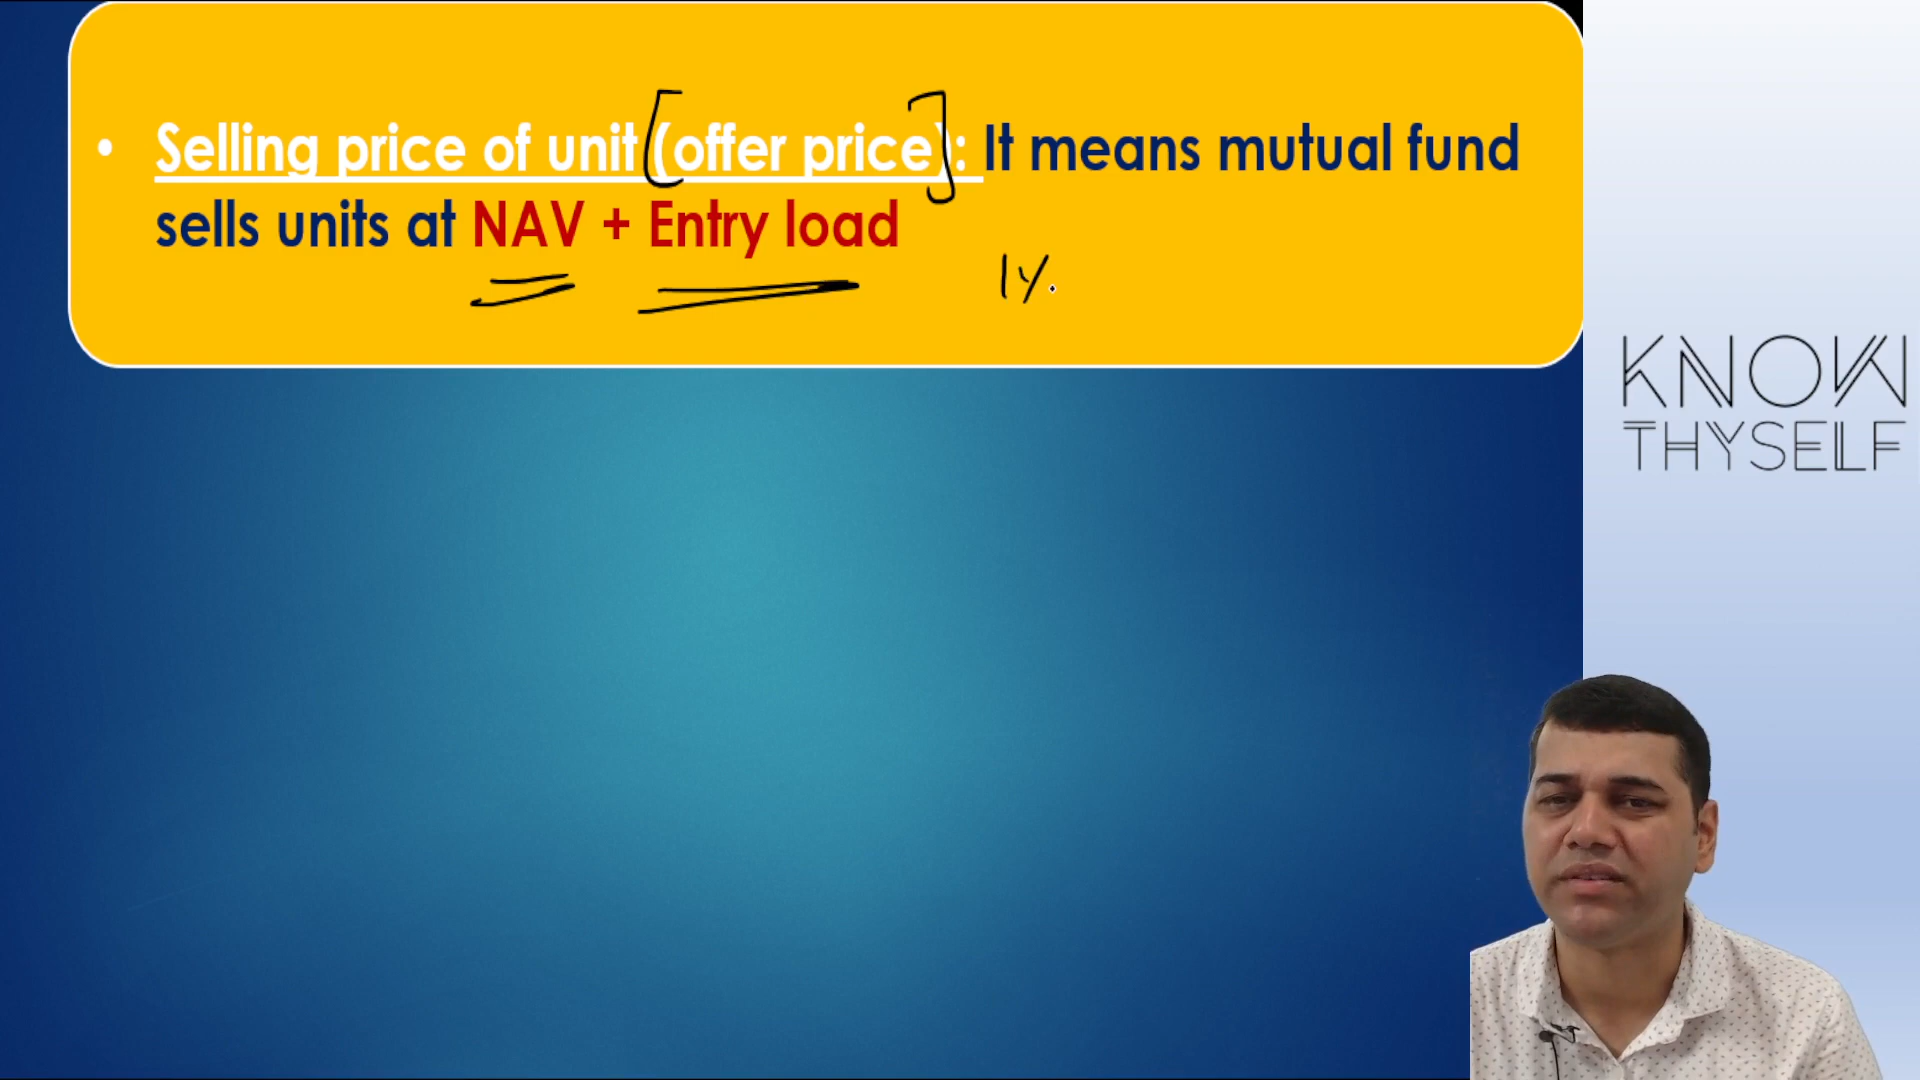 • Selling price of unit (offer price): It means mutual fund
sells units at NAV + Entry load
1%
KNOW
THYSELF